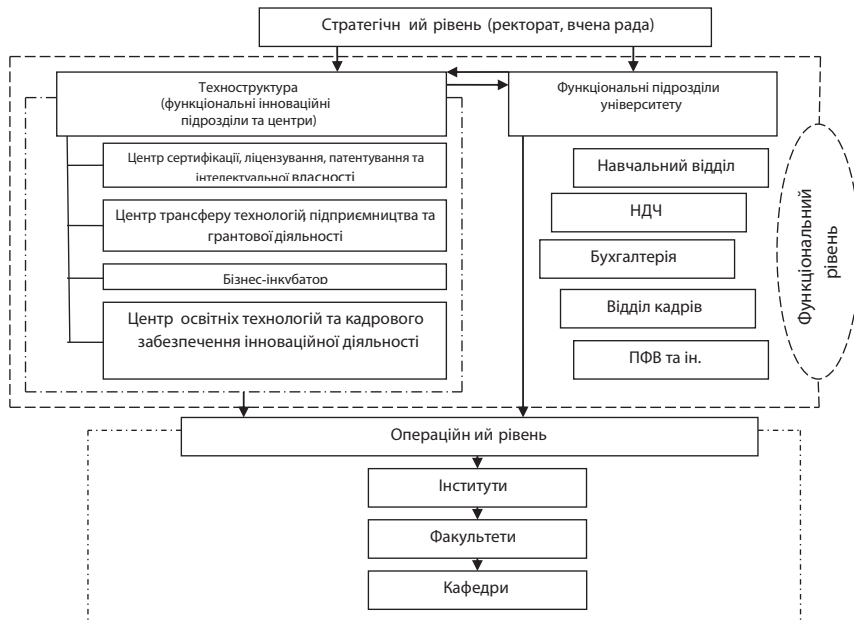 Стратегічн ий рівень (ректорат, вчена рада)
Техноструктура
(функціональні інноваційні
підрозділи та центри)
Функціональні підрозділи
університету
Центр сертифікації, ліцензування, патентування та
інтелектуальної власності
Центр трансферу технологій, підприємництва та
грантової діяльності
Бізнес-інкубатор
Центр освітніх технологій та кадрового
забезпечення інноваційної діяльності
Навчальний відділ
НДЧ
Бухгалтерія
Відділ кадрів
ПФВ та ін.
Функціональний
рівень
Операційн ий рівень
Інститути
Факультети
Кафедри